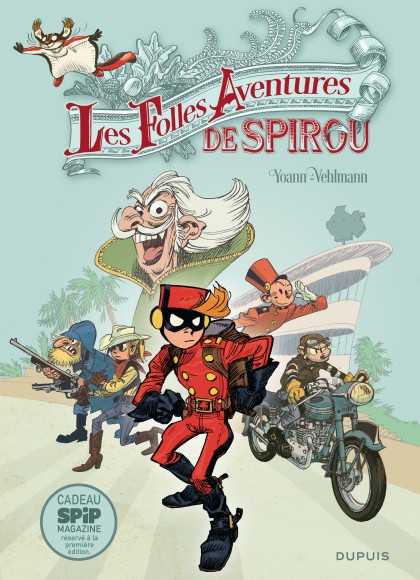 Les Folles Aventures
DE SPIROU
Yoann - Vehlmann
CADEAU
SPiP
MAGAZINE
réservé à la
première
édition.
DUPUIS